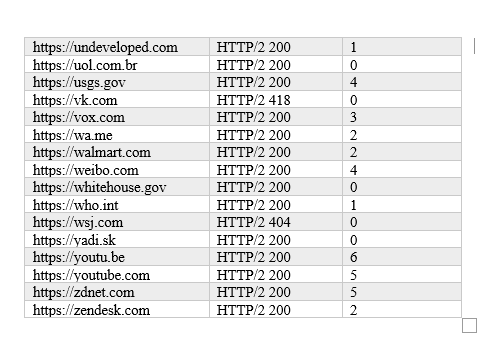 https://undeveloped.com HTTP/2 200 1
https://uol.com.br HTTP/2 200 0
https://usgs.gov HTTP/2 200 4
https://vk.com HTTP/2 418 0
https://vox.com HTTP/2 200 3
https://wa.me HTTP/2 200 2
https://walmart.com HTTP/2 200 2
https://weibo.com HTTP/2 200 4
https://whitehouse.gov HTTP/2 200 0
https://who.int HTTP/2 200 1
https://wsj.com HTTP/2 404 0
https://yadi.sk HTTP/2 200 0
https://youtu.be HTTP/2 200 6
https://youtube.com HTTP/2 200 5
https://zdnet.com HTTP/2 200 5
https://zendesk.com HTTP/2 200 2